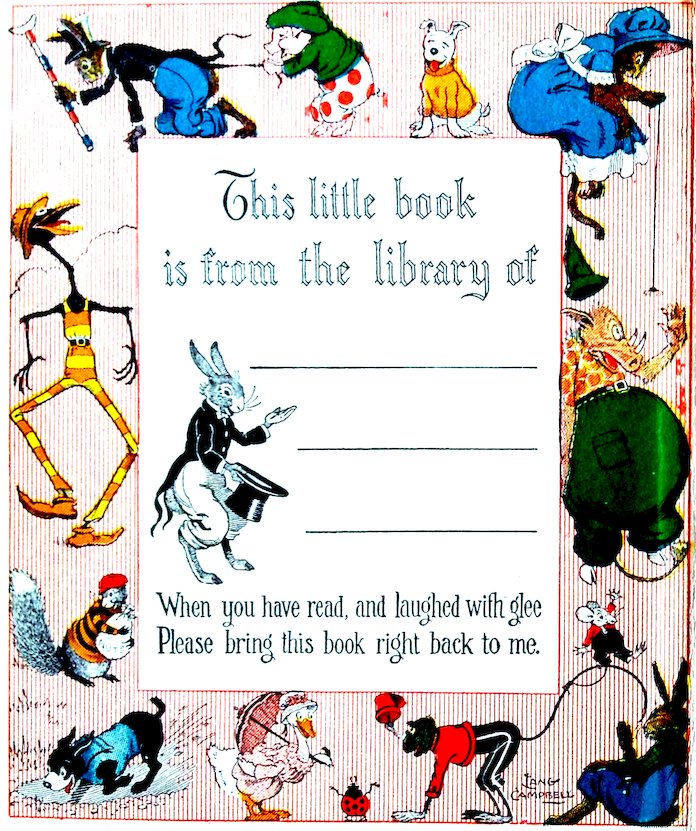 This little book
is from the library of
When you have read, and laughed with glee
Please bring this book right back to me.
LANG
CAMPBELL